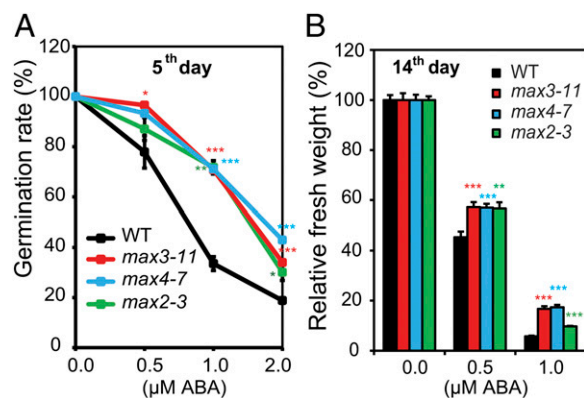 A
5th day
Germination rate (%)
120
100
80
60
40
20
0
WT
max3-11
max4-7
max2-3
*
*** ***
**
***
***
*
0.0 0.5 1.0 2.0
(μM ABA)
B
14th day
Relative fresh weight (%)
120
100
80
60
40
20
0
WT
max3-11
max4-7
max2-3
*** *** **
*** *** ***
0.0 0.5 1.0
(μM ABA)